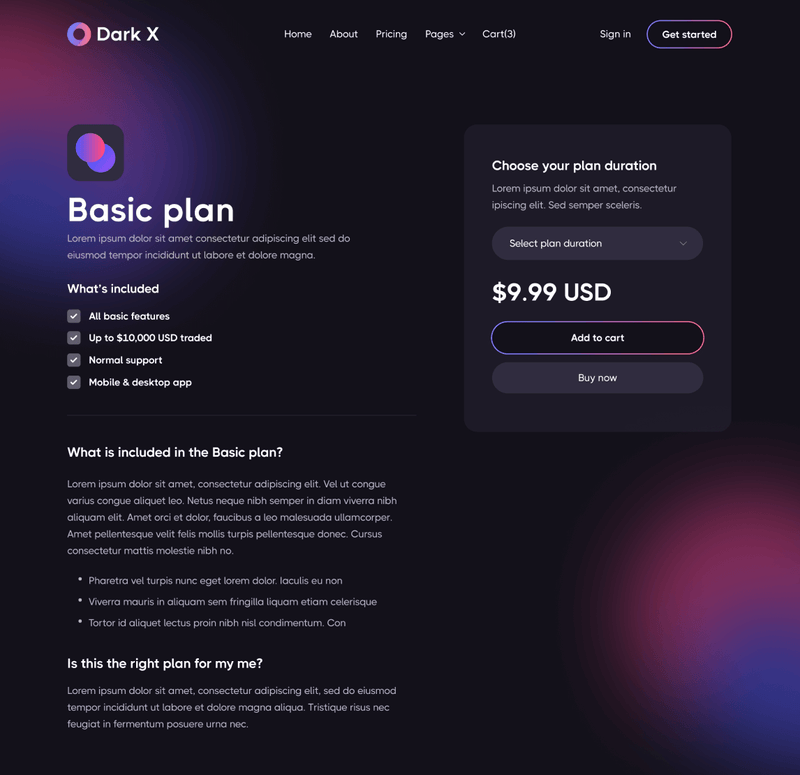 Dark X
Home
About
Pricing
Pages
Cart(3)
Sign in
Get started
Basic plan
Lorem ipsum dolor sit amet consectetur adipiscing elit sed do
eiusmod tempor incididunt ut labore et dolore magna.
What's included
All basic features
Up to $10,000 USD traded
Normal support
Mobile & desktop app
Choose your plan duration
Lorem ipsum dolor sit amet, consectetur
ipiscing elit. Sed semper sceleris.
Select plan duration
$9.99 USD
Add to cart
Buy now
What is included in the Basic plan?
Lorem ipsum dolor sit amet, consectetur adipiscing elit. Vel ut congue
varius congue aliquet leo. Netus neque nibh semper in diam viverra nibh
aliquam elit. Amet orci et dolor, faucibus a leo malesuada ullamcorper.
Amet pellentesque velit felis mollis turpis pellentesque donec. Cursus
consectetur mattis molestie nibh no.
• Pharetra vel turpis nunc eget lorem dolor. Iaculis eu non
• Viverra mauris in aliquam sem fringilla liquam etiam celerisque
• Tortor id aliquet lectus proin nibh nisl condimentum. Con
Is this the right plan for my me?
Lorem ipsum dolor sit amet, consectetur adipiscing elit, sed do eiusmod
tempor incididunt ut labore et dolore magna aliqua. Tristique risus nec
feugiat in fermentum posuere urna nec.